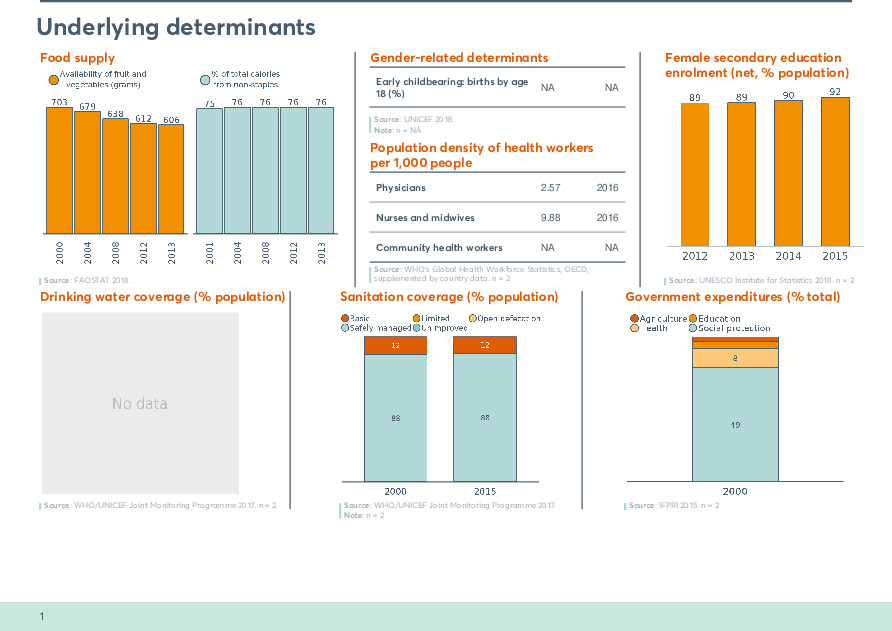 Underlying determinants
Food supply
Availability of fruit and
vegetables (grams)
% of total calories
from non-staples
703 679 638 612 606
75 76 76 76 76
2000 2004 2008 2012 2013
2001 2004 2008 2012 2013
Source: FAOSTAT 2018.
Gender-related determinants
Early childbearing: births by age
18 (%) NA NA
Source: UNICEF 2018.
Note: n = NA.
Population density of health workers
per 1,000 people
Physicians 2.57 2016
Nurses and midwives 9.88 2016
Community health workers NA NA
Source: WHO's Global Health Workforce Statistics, OECD,
supplemented by country data. n = 2
Female secondary education
enrolment (net, % population)
89 89 90 92
2012 2013 2014 2015
Source: UNESCO Institute for Statistics 2018. n = 2
Drinking water coverage (% population)
No data
Source: WHO/UNICEF Joint Monitoring Programme 2017. n = 2
Sanitation coverage (% population)
Basic Limited Open defecation
Safely managed Unimproved
12 12
88 88
2000 2015
Source: WHO/UNICEF Joint Monitoring Programme 2017.
Note: n = 2
Government expenditures (% total)
Agriculture Education
Health Social protection
8
49
2000
Source: IFPRI 2015. n = 2
1